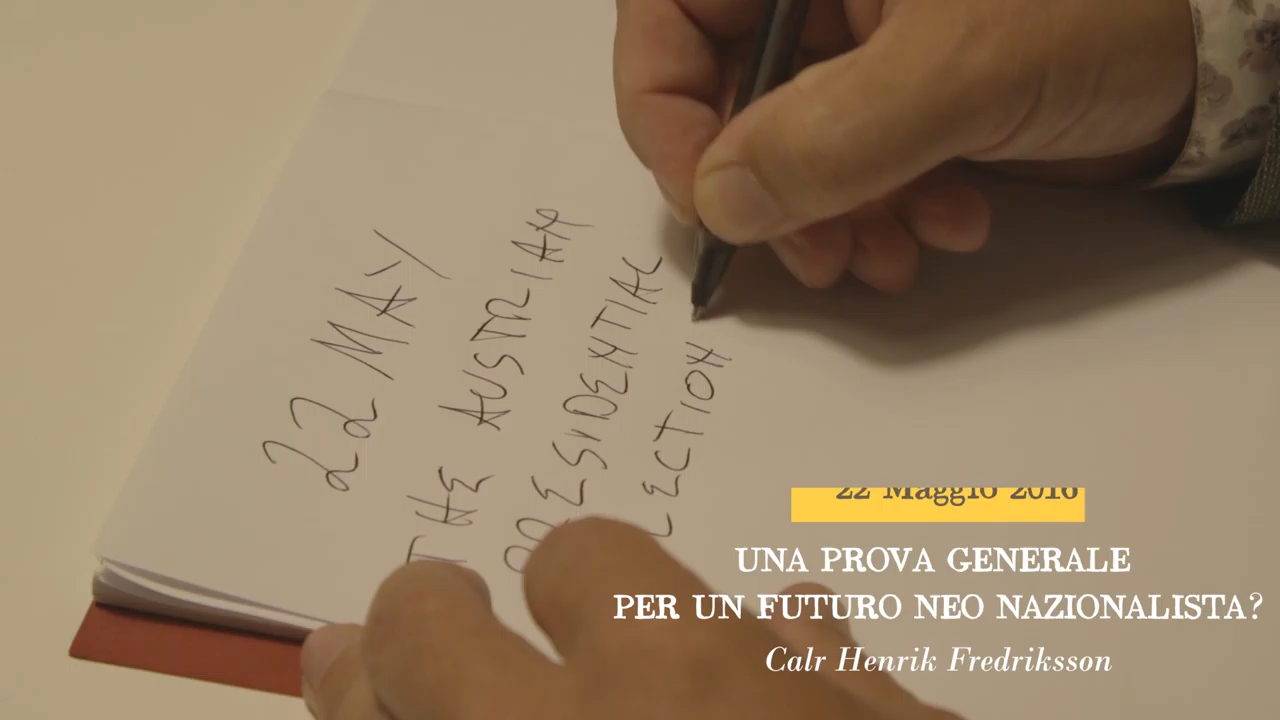 22 MAY
THE AUSTRIAN
PRESIDENTIAL
ELECTION
22 Maggio 2016
UNA PROVA GENERALE
PER UN FUTURO NEO NAZIONALISTA?
Calr Henrik Fredriksson